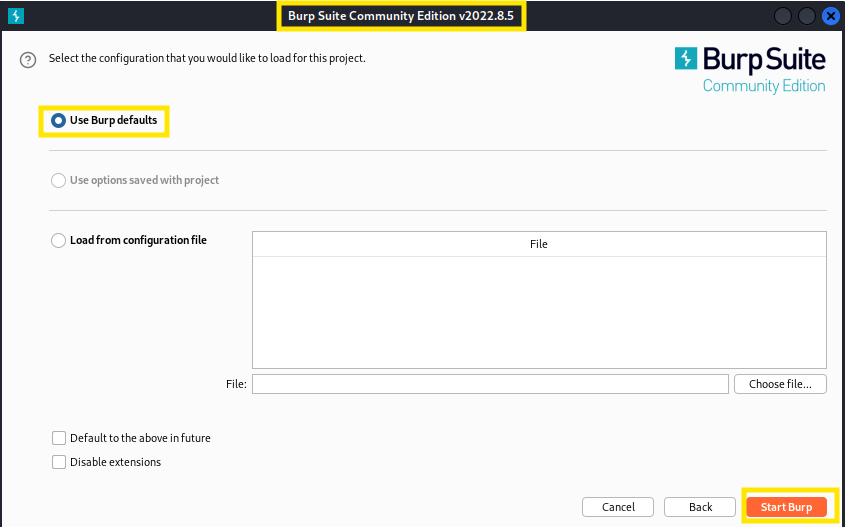 Burp Suite Community Edition v2022.8.5
? Select the configuration that you would like to load for this project.
Burp Suite
Community Edition
Use Burp defaults
Use options saved with project
Load from configuration file
File
File:
Choose file...
Default to the above in future
Disable extensions
Cancel
Back
Start Burp